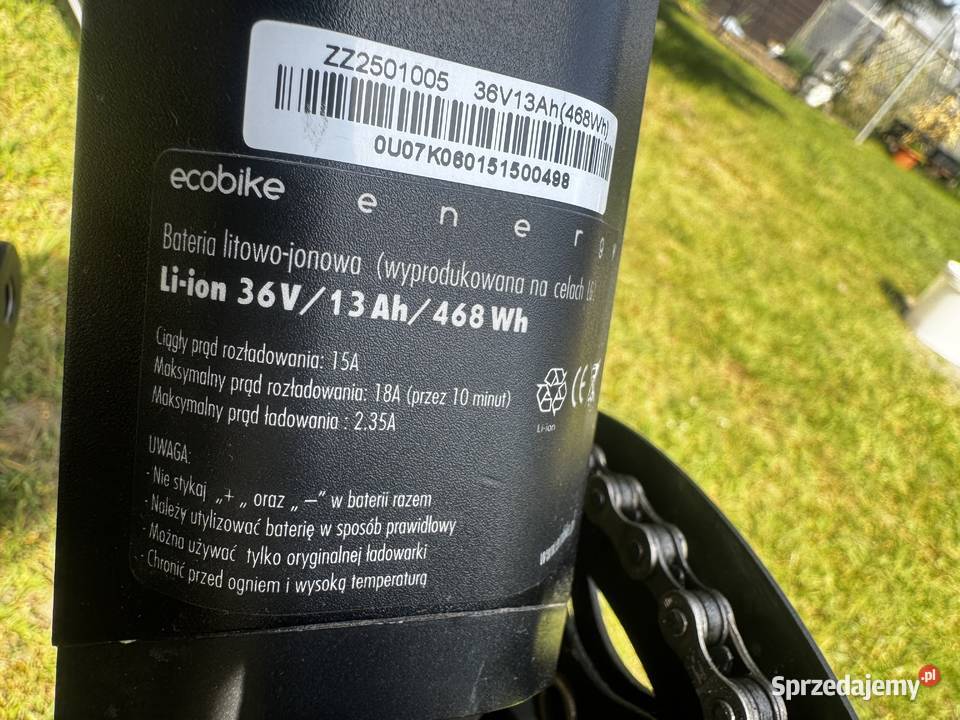 ZZ2501005 36V13Ah(468Wh)
0U07K060151500498
ecobike energy
Bateria litowo-jonowa (wyprodukowana na celach
Li-ion 36V/13Ah/468Wh
Ciągły prąd rozładowania: 15A
Maksymalny prąd rozładowania: 18A (przez 10 minut)
Maksymalny prąd ładowania : 2.35A
CE
Li-ion
UWAGA:
- Nie stykaj „+„ oraz „–" w baterii razem
- Należy utylizować baterię w sposób prawidłowy
- Można używać tylko oryginalnej ładowarki
- Chronić przed ogniem i wysoką temperaturą
Sprzedajemy.pl